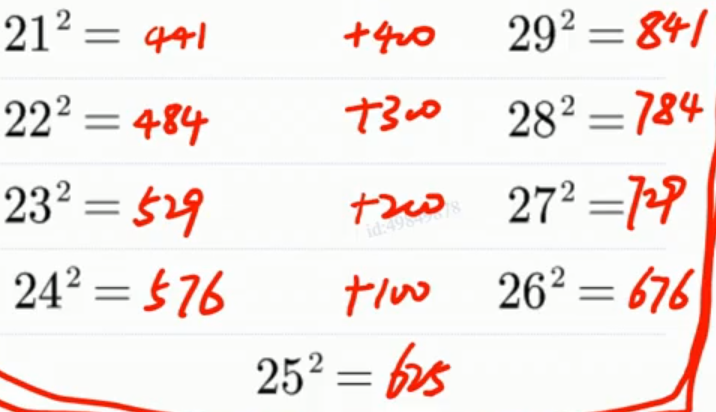 21² = 441 +400 29² = 841
22² = 484 +300 28² = 784
23² = 529 +200 27² = 729
24² = 576 +100 26² = 676
25² = 625